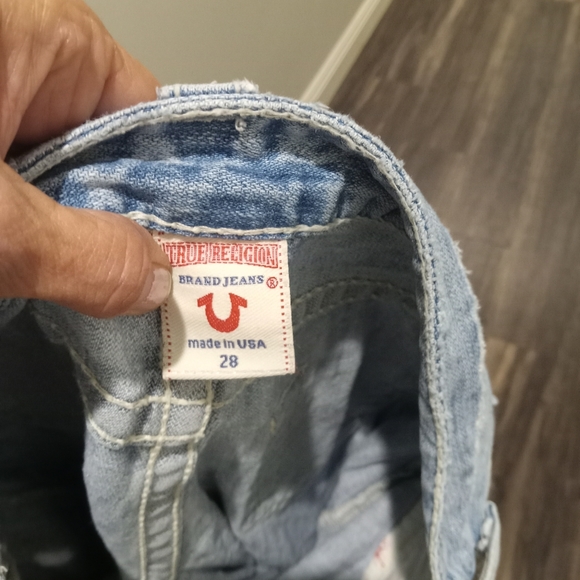 TRUE RELIGION
BRAND JEANS ®
made in USA
28